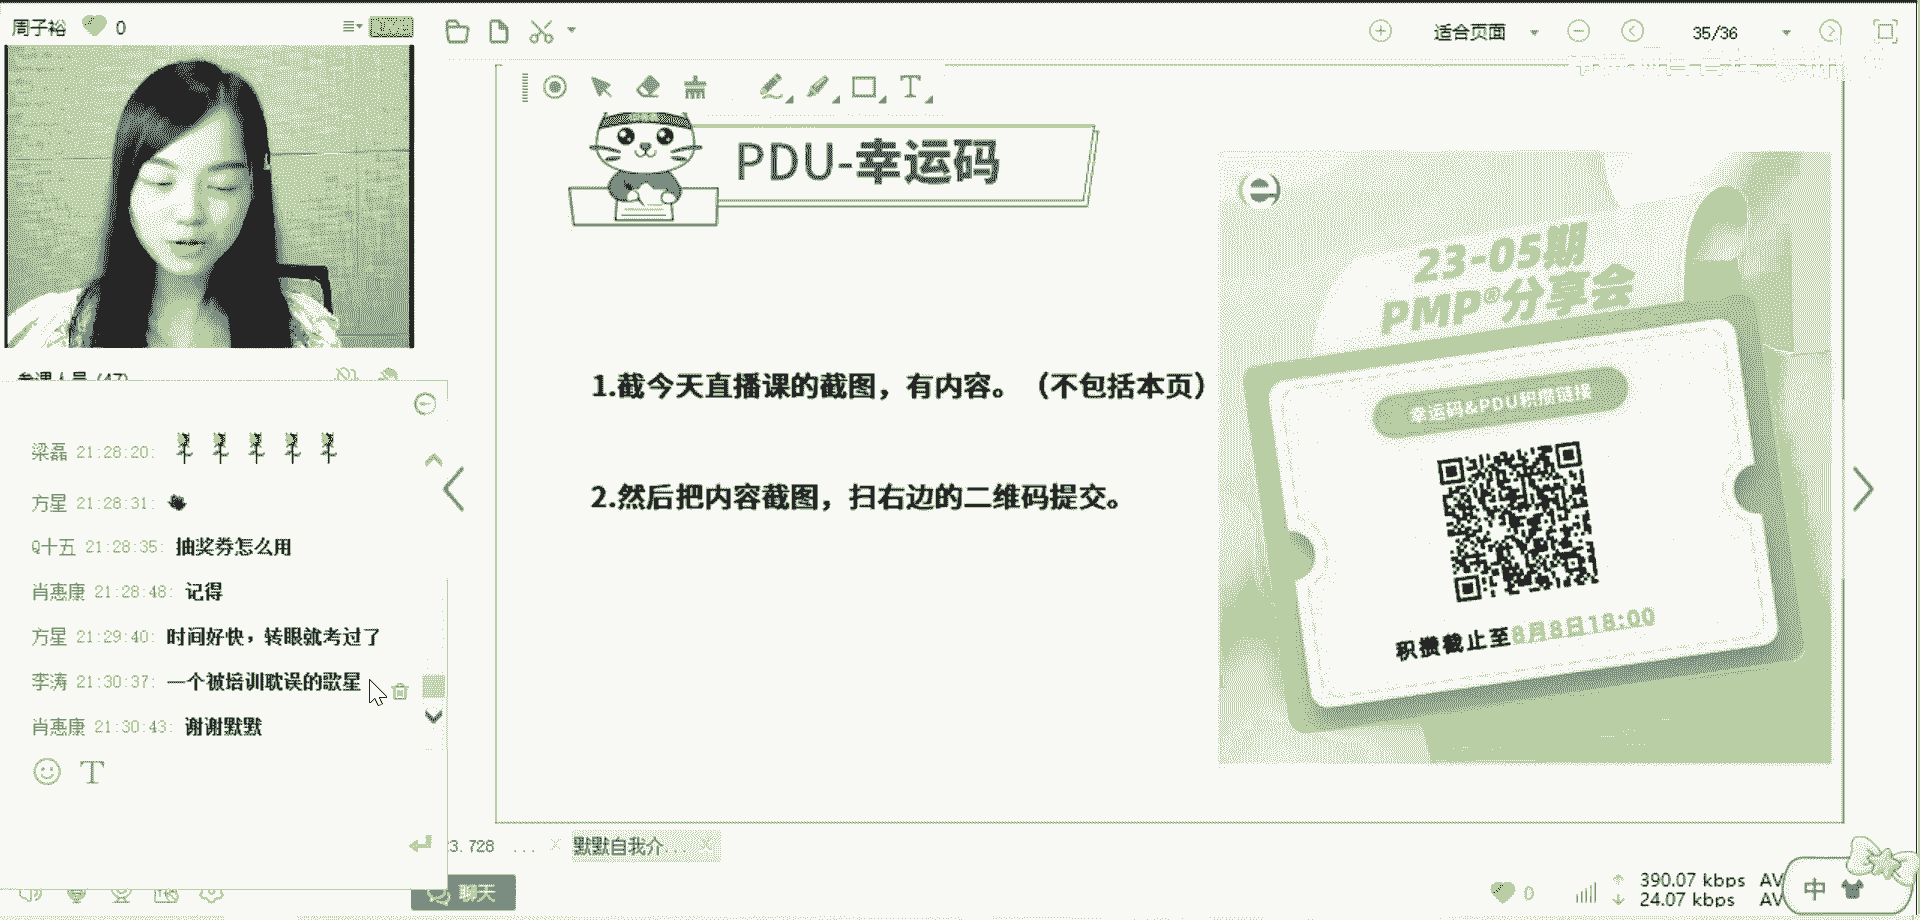 周子裕 0
适合页面 35/36
PDU-幸运码
1.截今天直播课的截图，有内容。（不包括本页）
2.然后把内容截图，扫右边的二维码提交。
23-05期
PMP®分享会
幸运码&PDU积攒链接
积攒截止至8月8日18:00
参课人员 (47)
梁磊 21:28:20:
方星 21:28:31:
Q十五 21:28:35: 抽奖券怎么用
肖惠康 21:28:48: 记得
方星 21:29:40: 时间好快，转眼就考过了
李涛 21:30:37: 一个被培训耽误的歌星
肖惠康 21:30:43: 谢谢默默
T
3.728 ... 默默自我介...
聊天
0
390.07 kbps AV
24.07 kbps AV
中